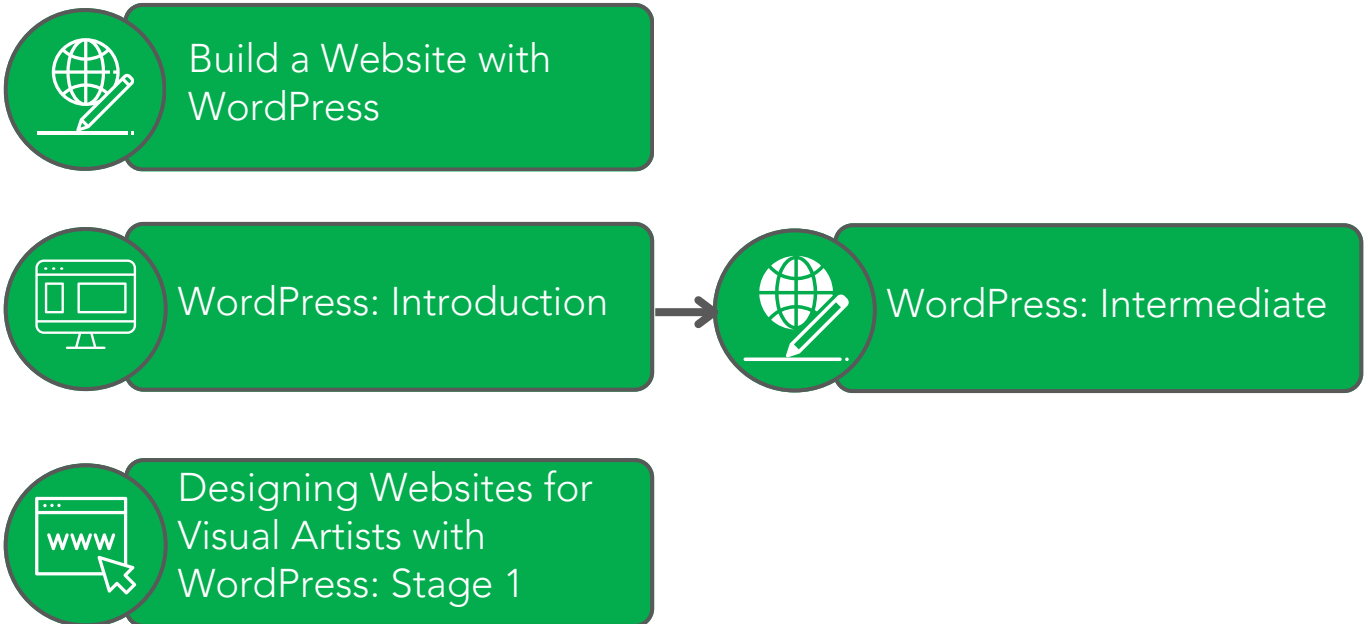 Build a Website with
WordPress
WordPress: Introduction
WordPress: Intermediate
Designing Websites for
Visual Artists with
WordPress: Stage 1
www